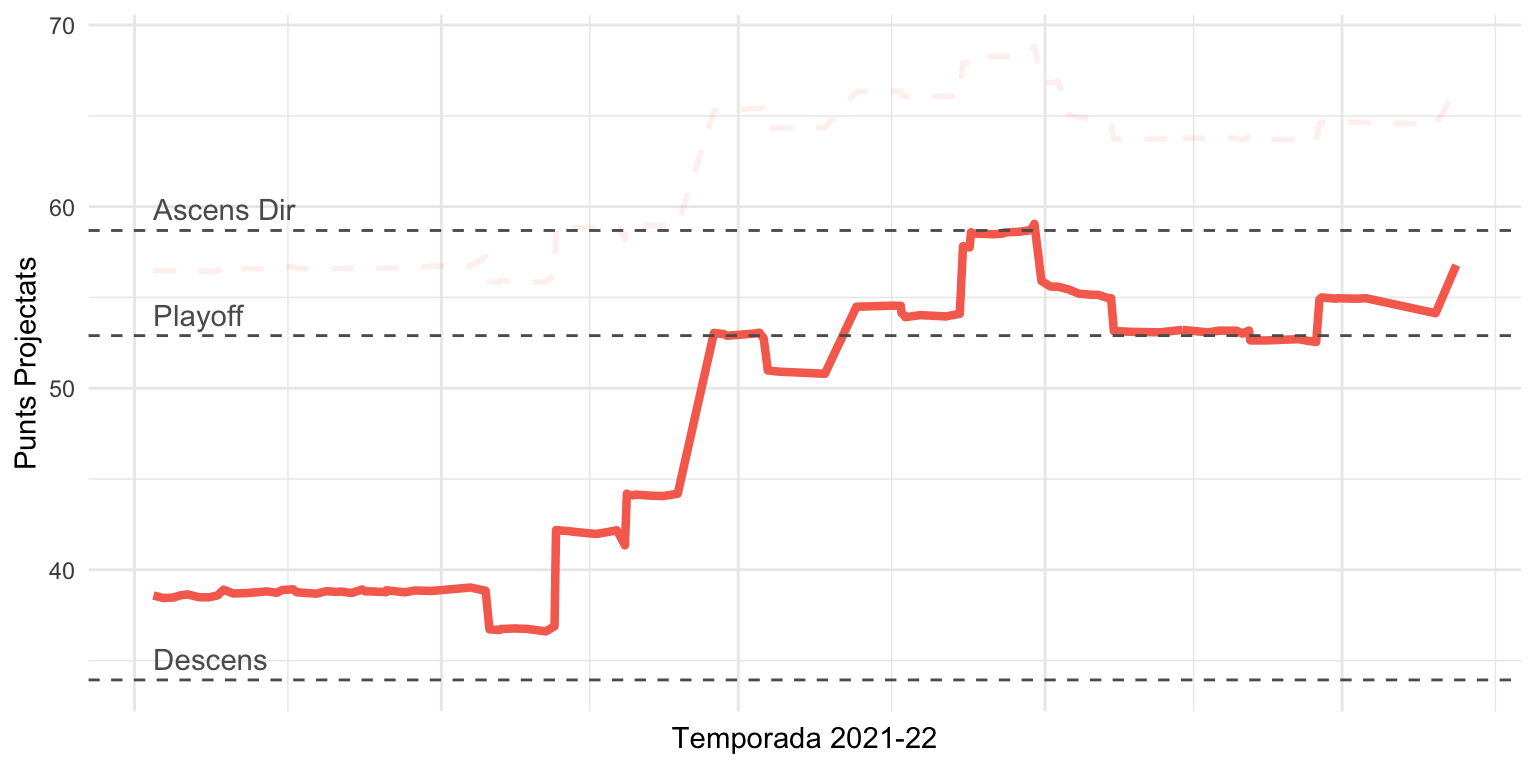 70
60
50
40
Punts Projectats
Ascens Dir
Playoff
Descens
Temporada 2021-22